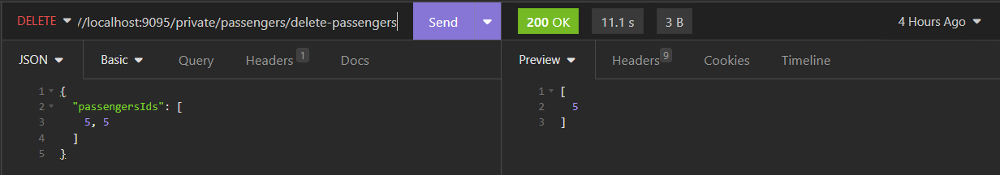 DELETE //localhost:9095/private/passengers/delete-passengers Send 200 OK 11.1 s 3 B 4 Hours Ago
JSON Basic Query Headers 1 Docs Preview Headers 9 Cookies Timeline
1 {
2 "passengersIds": [
3 5, 5
4 ]
5 }
1 [
2 5
3 ]